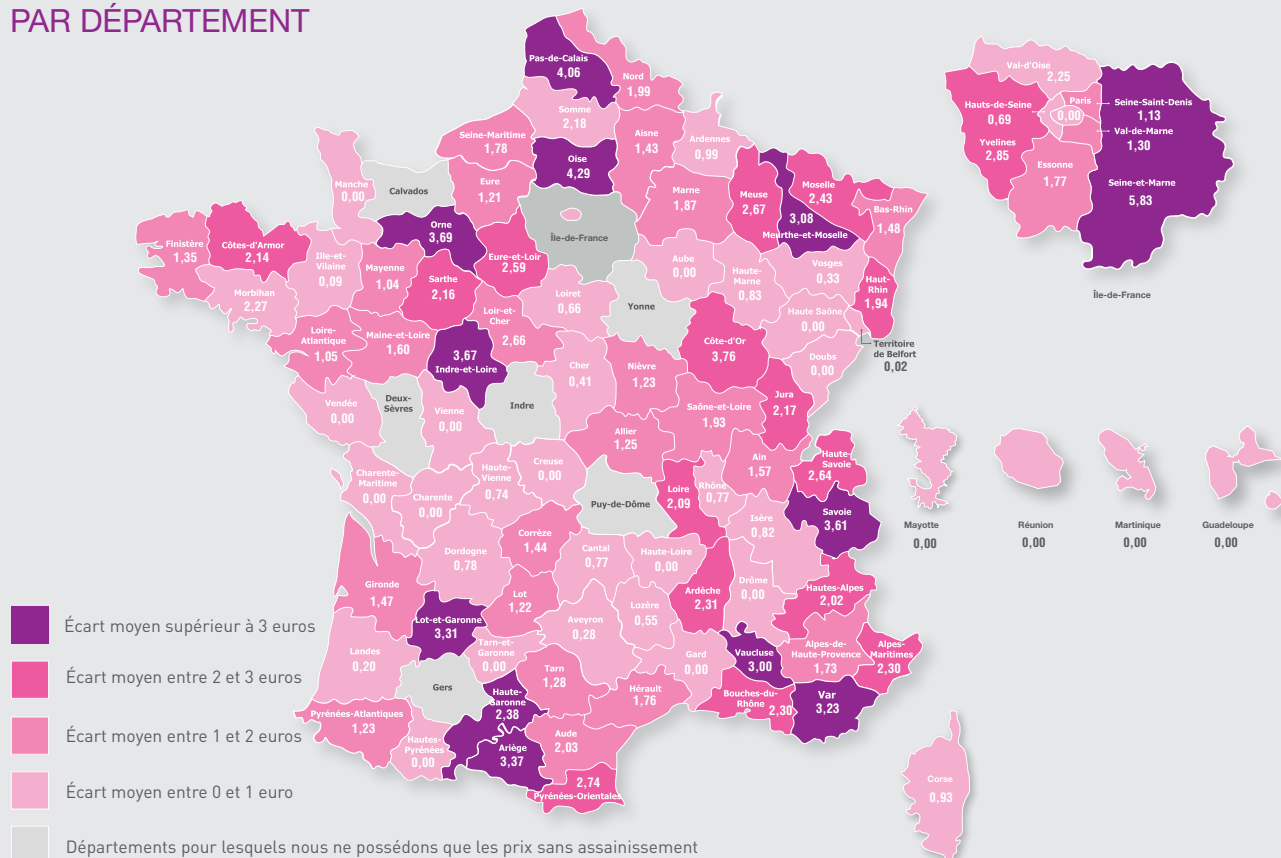 PAR DÉPARTEMENT
Pas-de-Calais
4,06
Nord
1,99
Somme
2,18
Seine-Maritime
1,78
Oise
4,29
Aisne
1,43
Ardennes
0,99
Manche
0,00
Calvados
Eure
1,21
Marne
1,87
Meuse
2,67
Moselle
2,43
3,08
Meurthe-et-Moselle
Bas-Rhin
1,48
Orne
3,69
Île-de-France
Finistère
1,35
Côtes-d'Armor
2,14
Ille-et-
Vilaine
0,09
Mayenne
1,04
Sarthe
2,16
Eure-et-Loir
2,59
Aube
0,00
Haute-
Marne
0,83
Vosges
0,33
Haut-
Rhin
1,94
Morbihan
2,27
Loiret
0,66
Yonne
Loir-et-
Cher
2,66
Haute Saône
0,00
Territoire
de Belfort
0,02
Loire-
Atlantique
1,05
Maine-et-Loire
1,60
3,67
Indre-et-Loire
Cher
0,41
Nièvre
1,23
Côte-d'Or
3,76
Doubs
0,00
Vendée
0,00
Deux-
Sèvres
Vienne
0,00
Indre
Saône-et-Loire
1,93
Jura
2,17
Allier
1,25
Charente-
Maritime
0,00
Charente
0,00
Haute-
Vienne
0,74
Creuse
0,00
Puy-de-Dôme
Loire
2,09
Rhône
0,77
Ain
1,57
Haute-
Savoie
2,64
Savoie
3,61
Isère
0,82
Dordogne
0,78
Corrèze
1,44
Cantal
0,77
Haute-Loire
0,00
Gironde
1,47
Lot
1,22
Ardèche
2,31
Drôme
0,00
Hautes-Alpes
2,02
Lot-et-Garonne
3,31
Aveyron
0,28
Lozère
0,55
Landes
0,20
Tarn-et-
Garonne
0,00
Gard
0,00
Vaucluse
3,00
Alpes-de-
Haute-Provence
1,73
Alpes-
Maritimes
2,30
Gers
Haute-
Garonne
2,38
Tarn
1,28
Hérault
1,76
Bouches-du-
Rhône
2,30
Var
3,23
Pyrénées-Atlantiques
1,23
Hautes-
Pyrénées
0,00
Ariège
3,37
Aude
2,03
2,74
Pyrénées-Orientales
Corse
0,93
Val-d'Oise
2,25
Hauts-de-Seine
0,69
Paris
0,00
Seine-Saint-Denis
1,13
Val-de-Marne
1,30
Yvelines
2,85
Essonne
1,77
Seine-et-Marne
5,83
Île-de-France
Mayotte
0,00
Réunion
0,00
Martinique
0,00
Guadeloupe
0,00
Écart moyen supérieur à 3 euros
Écart moyen entre 2 et 3 euros
Écart moyen entre 1 et 2 euros
Écart moyen entre 0 et 1 euro
Départements pour lesquels nous ne possédons que les prix sans assainissement